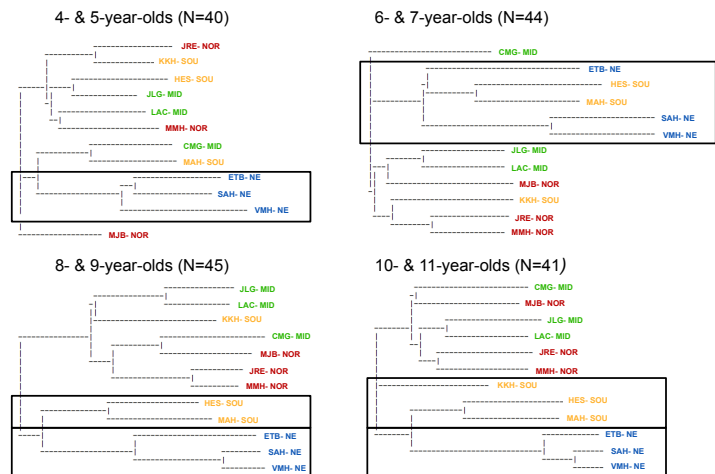 4- & 5-year-olds (N=40)
JRE- NOR
KKH- SOU
HES- SOU
JLG- MID
LAC- MID
MMH- NOR
CMG- MID
MAH- SOU
ETB- NE
SAH- NE
VMH- NE
MJB- NOR
6- & 7-year-olds (N=44)
CMG- MID
ETB- NE
HES- SOU
MAH- SOU
SAH- NE
VMH- NE
JLG- MID
LAC- MID
MJB- NOR
KKH- SOU
JRE- NOR
MMH- NOR
8- & 9-year-olds (N=45)
JLG- MID
LAC- MID
KKH- SOU
CMG- MID
MJB- NOR
JRE- NOR
MMH- NOR
HES- SOU
MAH- SOU
ETB- NE
SAH- NE
VMH- NE
10- & 11-year-olds (N=41)
CMG- MID
MJB- NOR
JLG- MID
LAC- MID
JRE- NOR
MMH- NOR
KKH- SOU
HES- SOU
MAH- SOU
ETB- NE
SAH- NE
VMH- NE